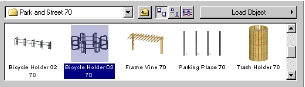 Park and Street 70
Load Object
Bicycle Holder 02 70
Bicycle Holder 03 70
Frame Vine 70
Parking Place 70
Trash Holder 70